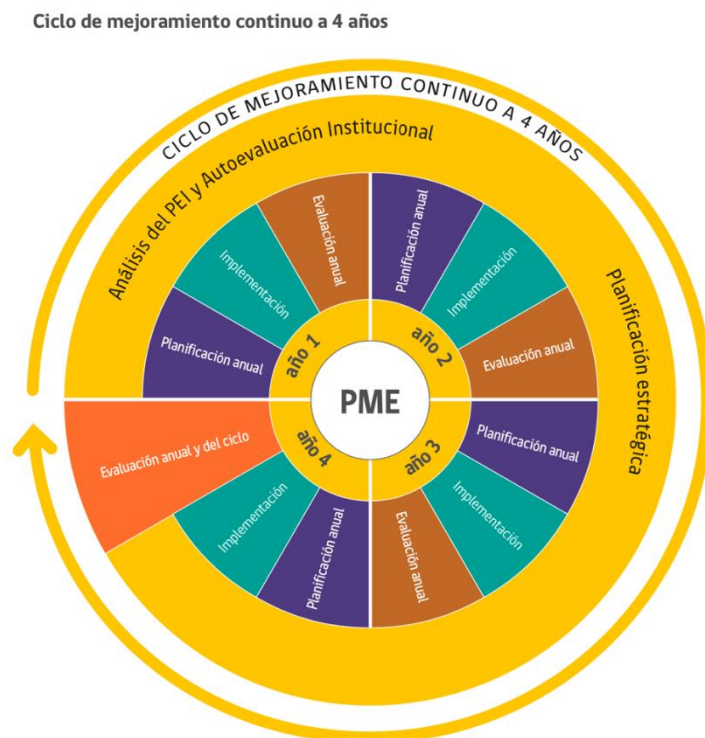 Ciclo de mejoramiento continuo a 4 años
CICLO DE MEJORAMIENTO CONTINUO A 4 AÑOS
Análisis del PEI y Autoevaluación Institucional
Planificación estratégica
PME
año 1
Planificación anual
Implementación
Evaluación anual
año 2
Planificación anual
Implementación
Evaluación anual
año 3
Planificación anual
Implementación
Evaluación anual
año 4
Planificación anual
Implementación
Evaluación anual y del ciclo